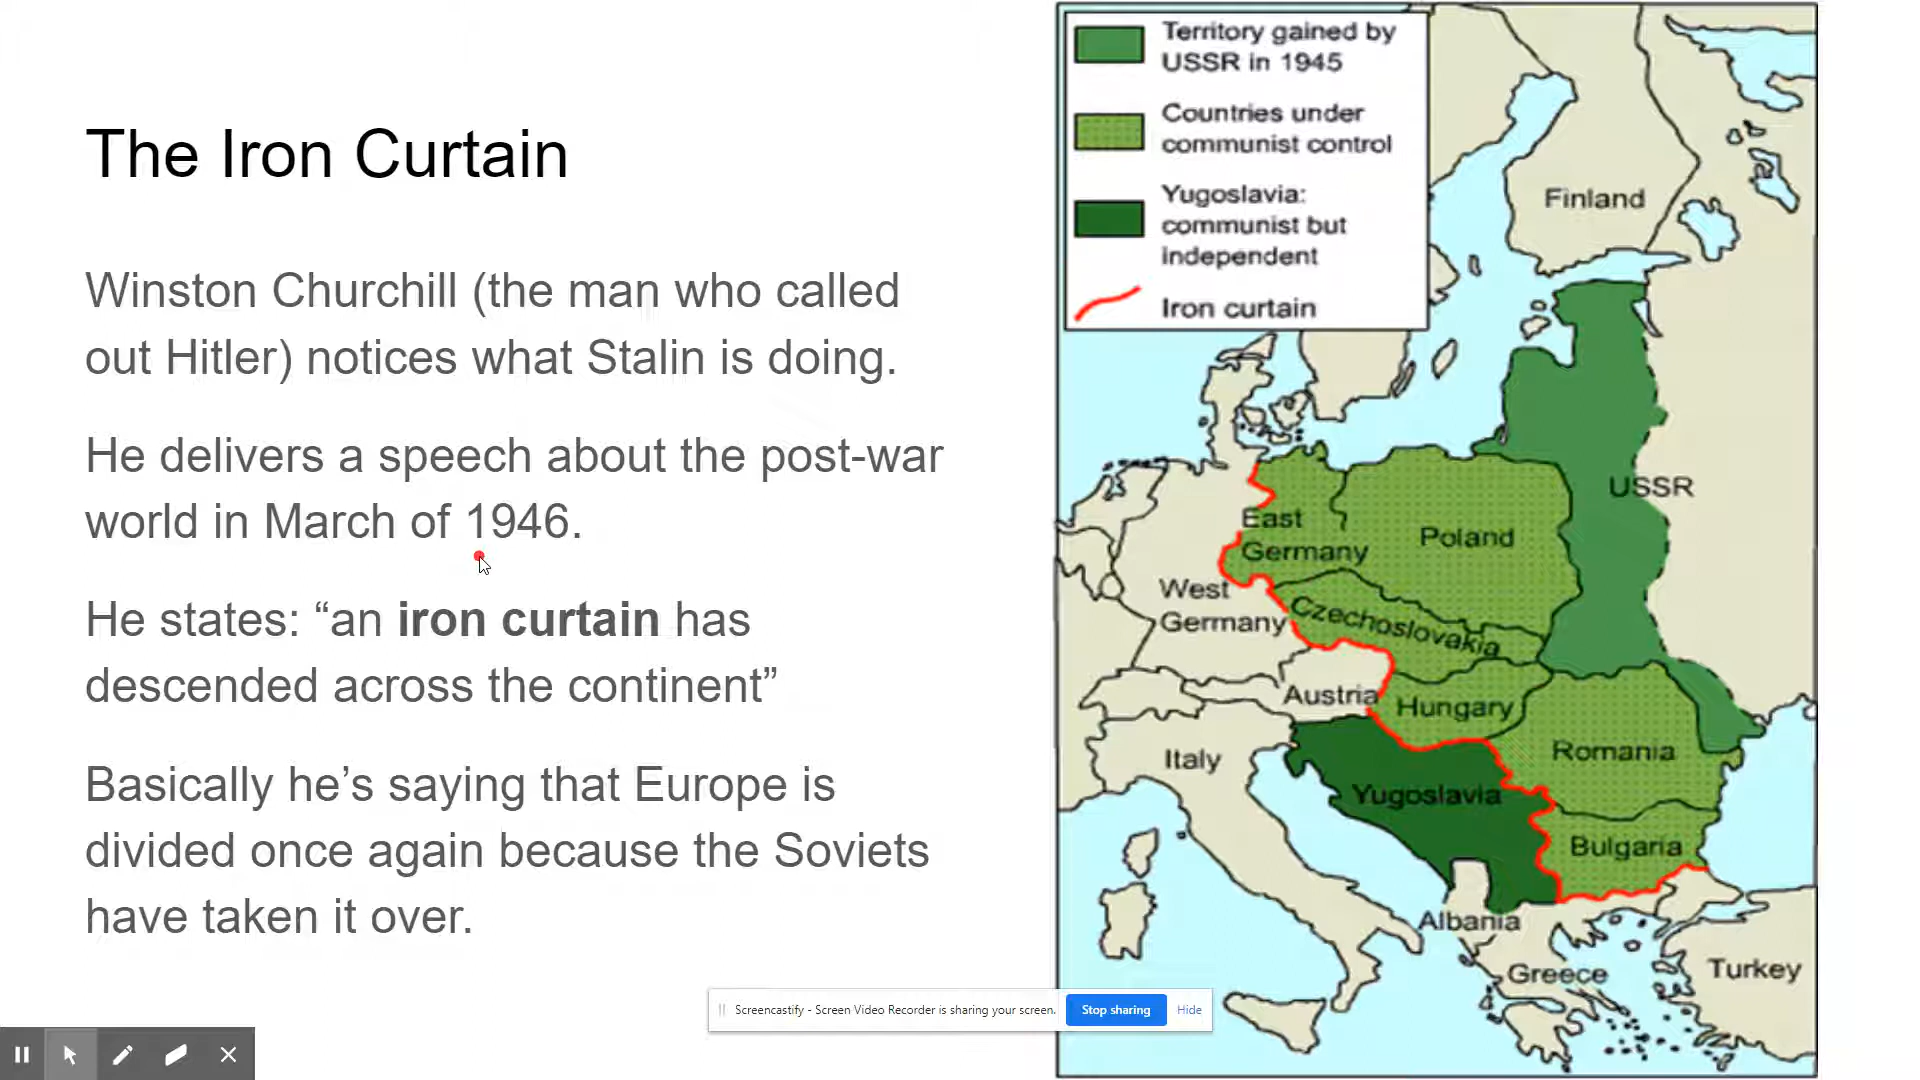 The Iron Curtain
Winston Churchill (the man who called
out Hitler) notices what Stalin is doing.
He delivers a speech about the post-war
world in March of 1946.
He states: “an iron curtain has
descended across the continent”
Basically he’s saying that Europe is
divided once again because the Soviets
have taken it over.
Territory gained by
USSR in 1945
Countries under
communist control
Yugoslavia:
communist but
independent
Iron curtain
Finland
USSR
East
Germany
Poland
West
Germany
Czechoslovakia
Austria
Hungary
Italy
Romania
Yugoslavia
Bulgaria
Albania
Greece
Turkey
Screencastify - Screen Video Recorder is sharing your screen.
Stop sharing
Hide